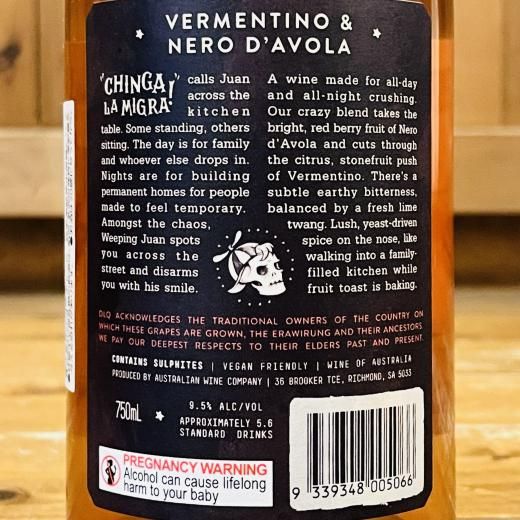 VERMENTINO &
NERO D'AVOLA
"CHINGA LA MIGRA!" calls Juan
across the
kitchen
table. Some standing, others
sitting. The day is for family
and whoever else drops in.
Nights are for building
permanent homes for people
made to feel temporary.
Amongst the chaos,
Weeping Juan spots
you across the
street and disarms
you with his smile.
A wine made for all-day
and all-night crushing.
Our crazy blend takes the
bright, red berry fruit of Nero
d'Avola and cuts through
the citrus, stonefruit push
of Vermentino. There's a
subtle earthy bitterness,
balanced by a fresh lime
twang. Lush, yeast-driven
spice on the nose, like
walking into a family-
filled kitchen while
fruit toast is baking.
DLQ ACKNOWLEDGES THE TRADITIONAL OWNERS OF THE COUNTRY ON
WHICH THESE GRAPES ARE GROWN, THE ERAWIRUNG AND THEIR ANCESTORS
WE PAY OUR DEEPEST RESPECTS TO THEIR ELDERS PAST AND PRESENT.
CONTAINS SULPHITES | VEGAN FRIENDLY | WINE OF AUSTRALIA
PRODUCED BY AUSTRALIAN WINE COMPANY | 36 BROOKER TCE, RICHMOND, SA 5033
750mL
9.5% ALC/VOL
APPROXIMATELY 5.6
STANDARD DRINKS
PREGNANCY WARNING
Alcohol can cause lifelong
harm to your baby
9 339348 005066